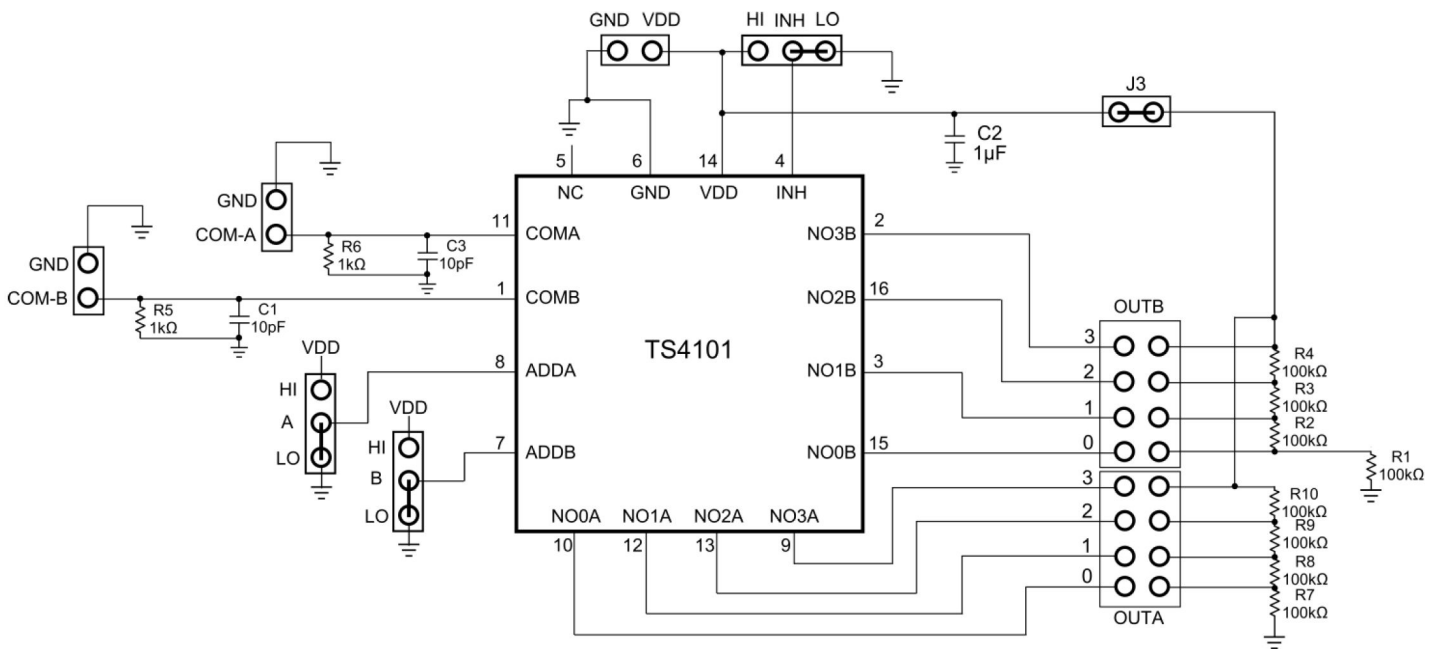 GND VDD
HI INH LO
J3
C2
1µF
5
6
14
4
NC
GND
VDD
INH
GND
COM-A
11
COMA
R6
1kΩ
C3
10pF
GND
COM-B
1
COMB
R5
1kΩ
C1
10pF
VDD
HI
A
LO
8
ADDA
VDD
HI
B
LO
7
ADDB
TS4101
NO3B
2
NO2B
16
NO1B
3
NO0B
15
NO0A
NO1A
NO2A
NO3A
10
12
13
9
OUTB
3
2
1
0
R4
100kΩ
R3
100kΩ
R2
100kΩ
R1
100kΩ
3
2
1
0
OUTA
R10
100kΩ
R9
100kΩ
R8
100kΩ
R7
100kΩ